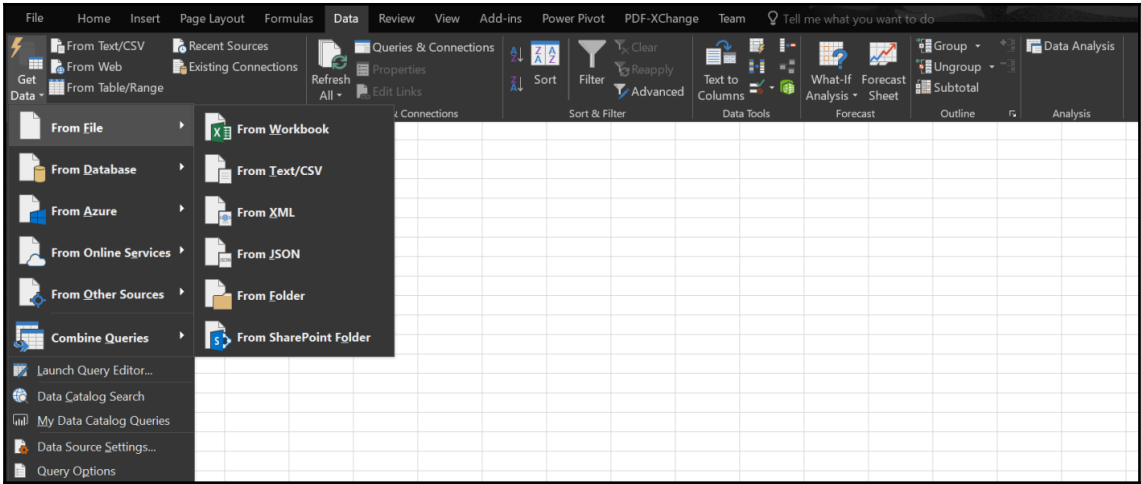 File Home Insert Page Layout Formulas Data Review View Add-ins Power Pivot PDF-XChange Team Tell me what you want to do
Get Data
From Text/CSV
From Web
From Table/Range
Recent Sources
Existing Connections
Refresh All
Queries & Connections
Properties
Edit Links
& Connections
Sort
Filter
Clear
Reapply
Advanced
Sort & Filter
Text to Columns
Data Tools
What-If Analysis
Forecast Sheet
Forecast
Group
Ungroup
Subtotal
Outline
Data Analysis
Analysis
From File
From Database
From Azure
From Online Services
From Other Sources
Combine Queries
Launch Query Editor...
Data Catalog Search
My Data Catalog Queries
Data Source Settings...
Query Options
From Workbook
From Text/CSV
From XML
From JSON
From Folder
From SharePoint Folder